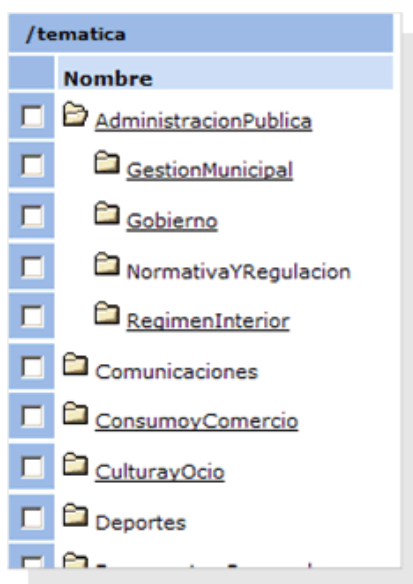 /tematica
Nombre
AdministracionPublica
GestionMunicipal
Gobierno
NormativaYRegulacion
RegimenInterior
Comunicaciones
ConsumoyComercio
CulturayOcio
Deportes